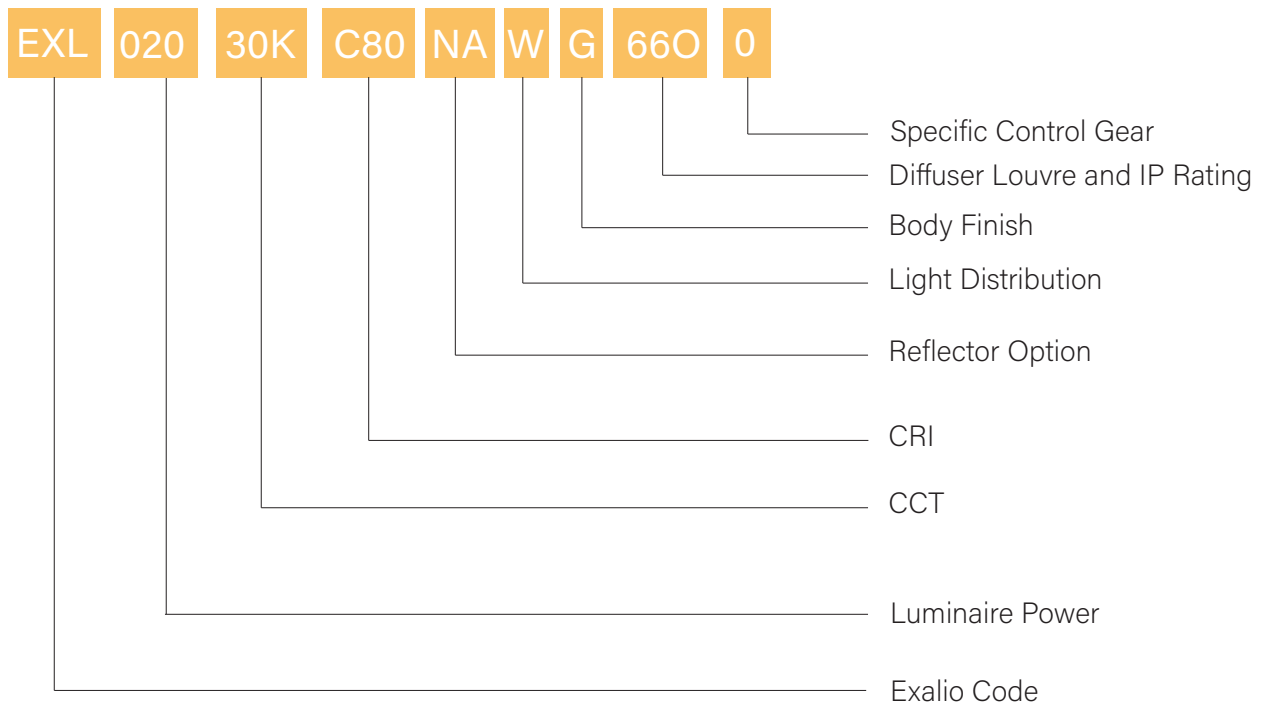 EXL 020 30K C80 NA W G 66O 0
Specific Control Gear
Diffuser Louvre and IP Rating
Body Finish
Light Distribution
Reflector Option
CRI
CCT
Luminaire Power
Exalio Code